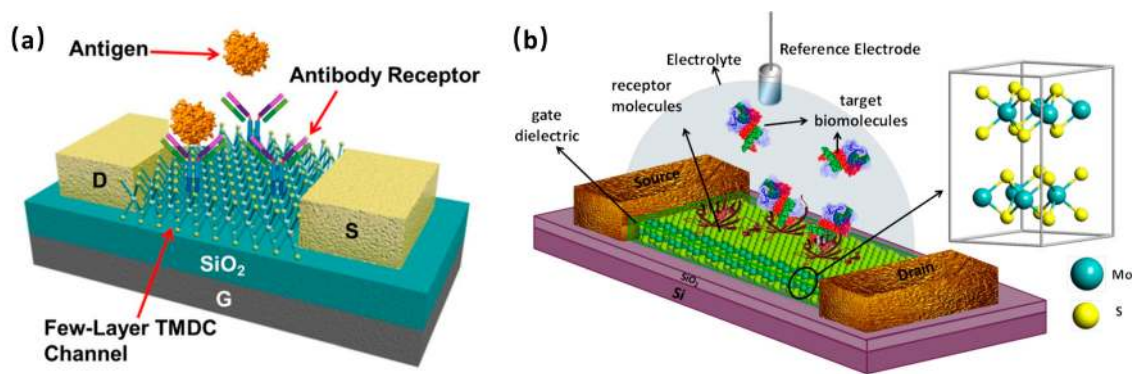 (a)
Antigen
Antibody Receptor
D
S
SiO₂
G
Few-Layer TMDC
Channel
(b)
Reference Electrode
Electrolyte
receptor
molecules
target
biomolecules
gate
dielectric
Source
Drain
SiO₂
Si
Mo
S